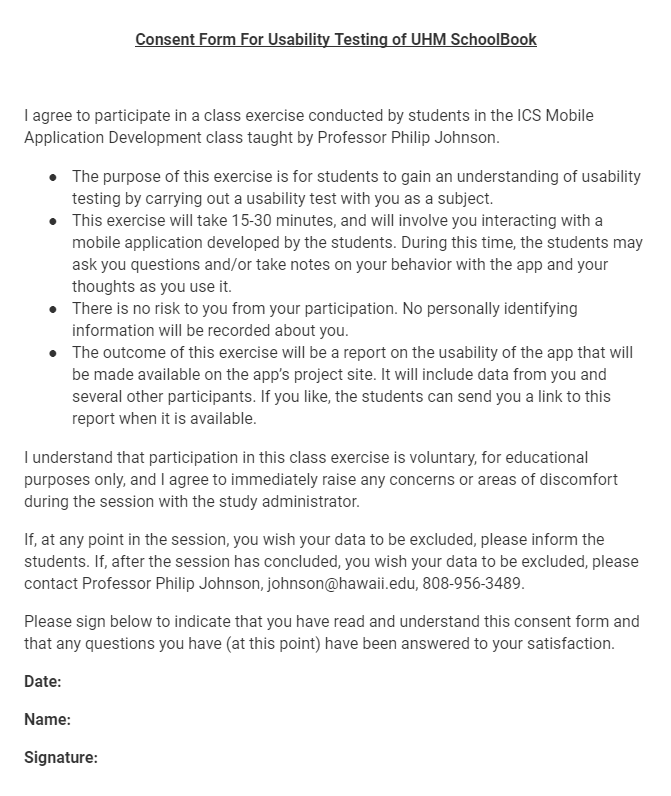 Consent Form For Usability Testing of UHM SchoolBook
I agree to participate in a class exercise conducted by students in the ICS Mobile
Application Development class taught by Professor Philip Johnson.
● The purpose of this exercise is for students to gain an understanding of usability
testing by carrying out a usability test with you as a subject.
● This exercise will take 15-30 minutes, and will involve you interacting with a
mobile application developed by the students. During this time, the students may
ask you questions and/or take notes on your behavior with the app and your
thoughts as you use it.
● There is no risk to you from your participation. No personally identifying
information will be recorded about you.
● The outcome of this exercise will be a report on the usability of the app that will
be made available on the app's project site. It will include data from you and
several other participants. If you like, the students can send you a link to this
report when it is available.
I understand that participation in this class exercise is voluntary, for educational
purposes only, and I agree to immediately raise any concerns or areas of discomfort
during the session with the study administrator.
If, at any point in the session, you wish your data to be excluded, please inform the
students. If, after the session has concluded, you wish your data to be excluded, please
contact Professor Philip Johnson, johnson@hawaii.edu, 808-956-3489.
Please sign below to indicate that you have read and understand this consent form and
that any questions you have (at this point) have been answered to your satisfaction.
Date:
Name:
Signature: